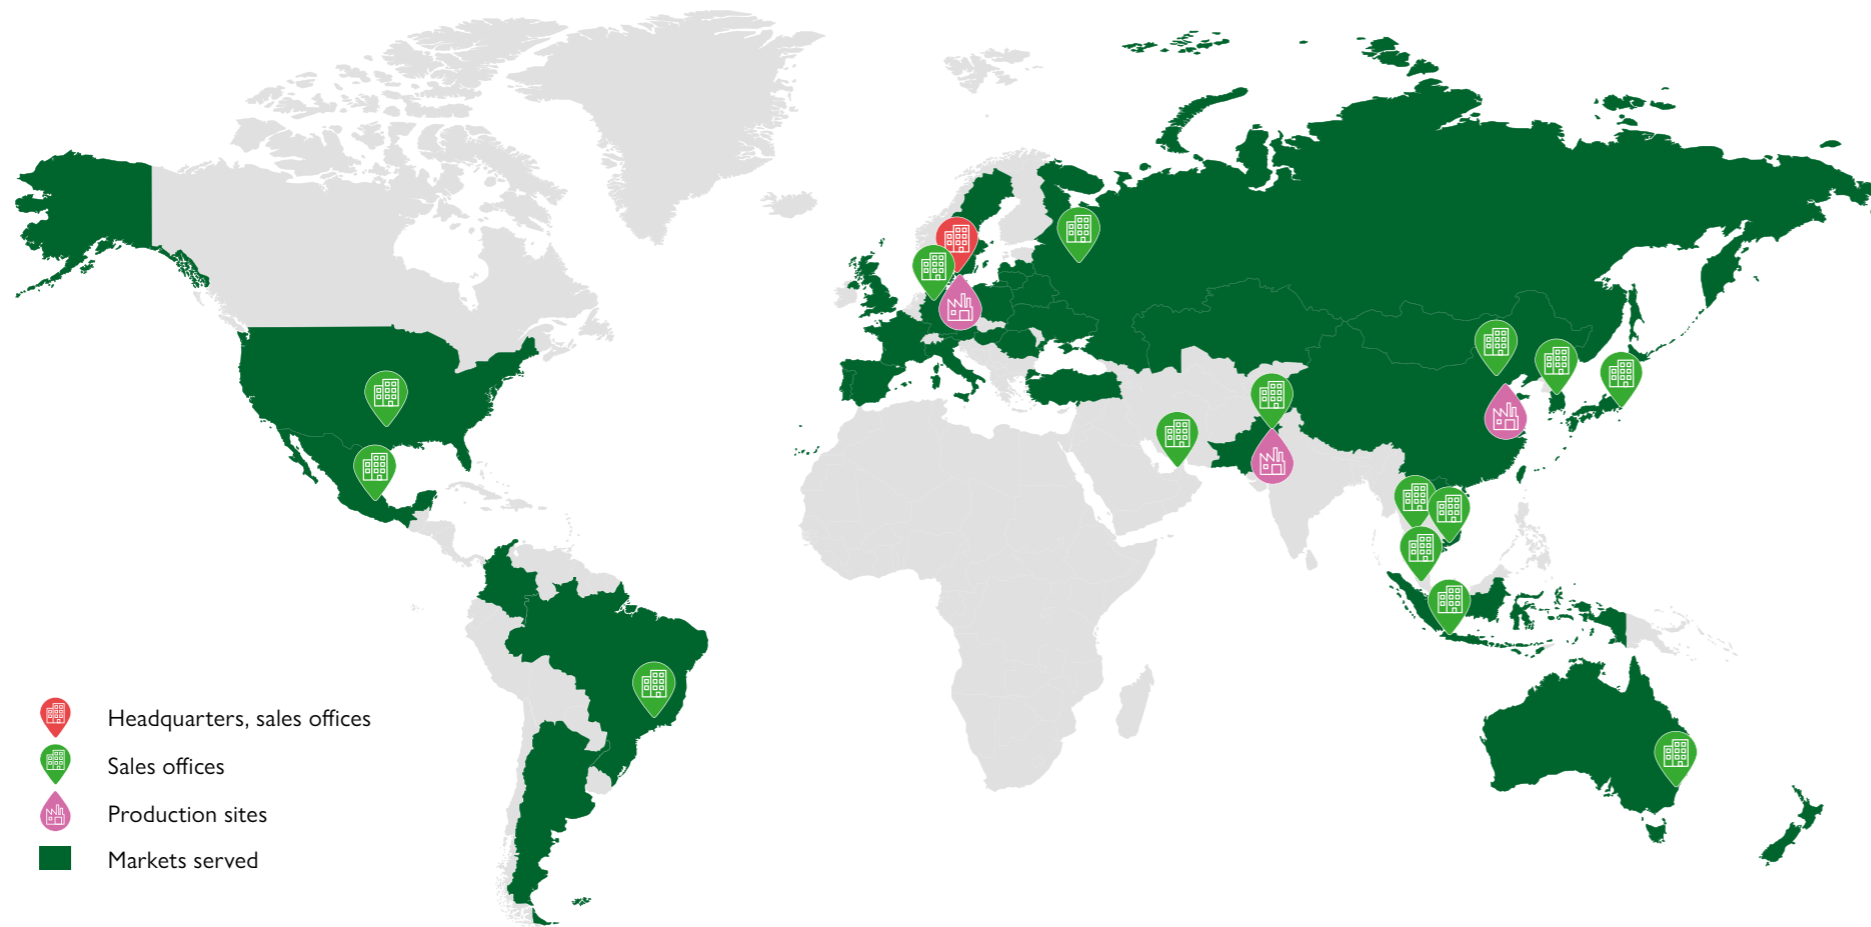 Headquarters, sales offices
Sales offices
Production sites
Markets served